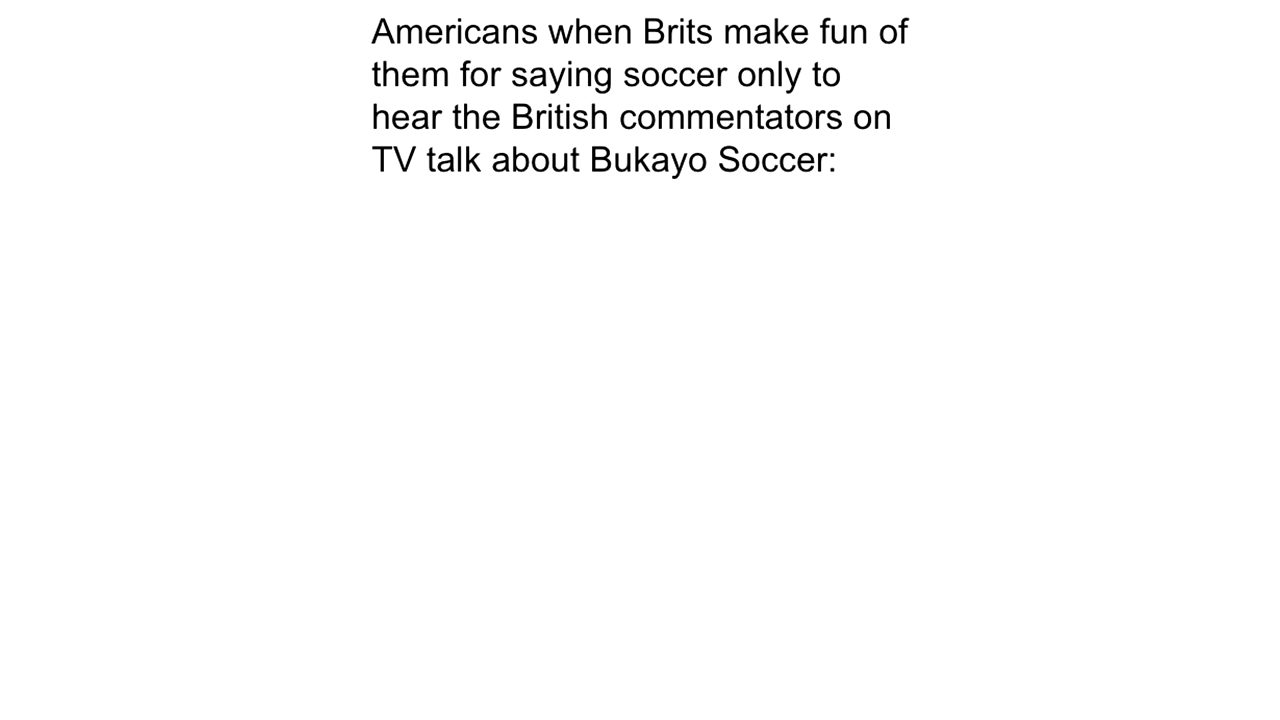 Americans when Brits make fun of
them for saying soccer only to
hear the British commentators on
TV talk about Bukayo Soccer: